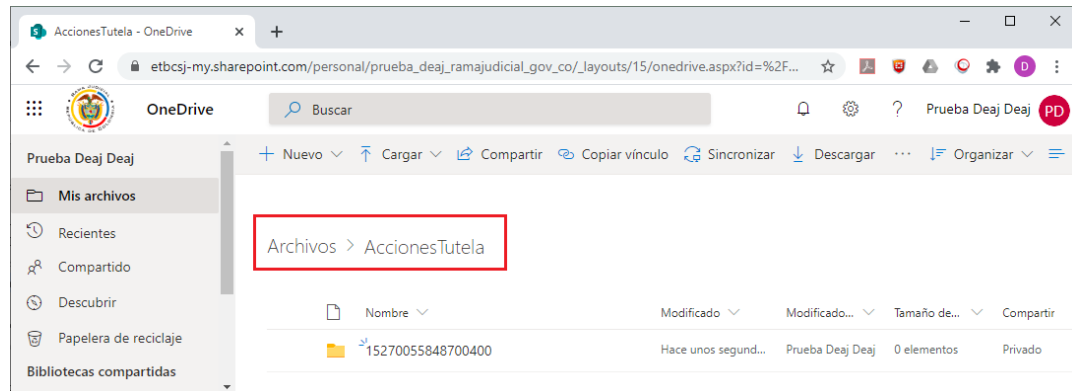 AccionesTutela - OneDrive
etbcsj-my.sharepoint.com/personal/prueba_deaj_ramajudicial_gov_co/_layouts/15/onedrive.aspx?id=%2F...
D
OneDrive
Buscar
Prueba Deaj Deaj
PD
Prueba Deaj Deaj
Nuevo
Cargar
Compartir
Copiar vínculo
Sincronizar
Descargar
Organizar
Mis archivos
Recientes
Compartido
Descubrir
Papelera de reciclaje
Bibliotecas compartidas
Archivos > AccionesTutela
Nombre Modificado Modificado... Tamaño de... Compartir
15270055848700400 Hace unos segund... Prueba Deaj Deaj 0 elementos Privado